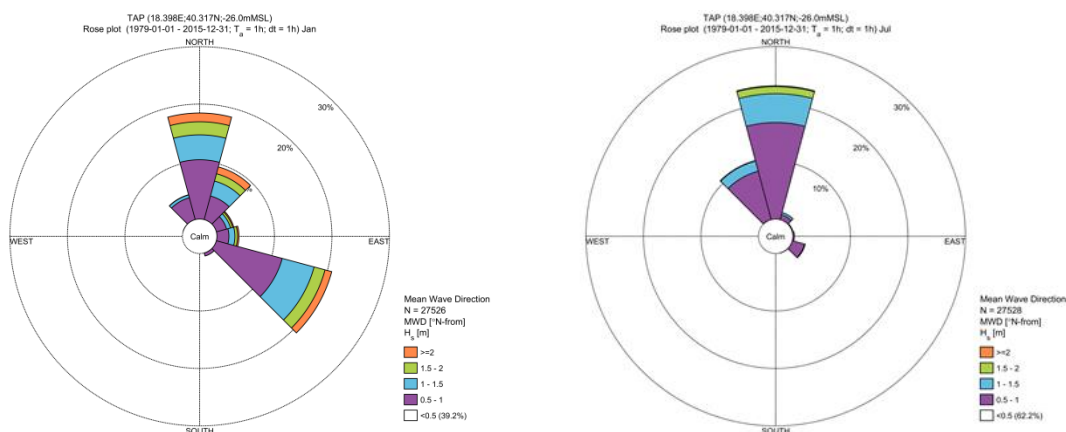 TAP (18.398E;40.317N;-26.0mMSL)
Rose plot (1979-01-01 - 2015-12-31; Ta = 1h; dt = 1h) Jan
NORTH
30%
20%
%
WEST
Calm
EAST
SOUTH
Mean Wave Direction
N = 27526
MWD [°N-from]
Hs [m]
>=2
1.5 - 2
1 - 1.5
0.5 - 1
<0.5 (39.2%)
TAP (18.398E;40.317N;-26.0mMSL)
Rose plot (1979-01-01 - 2015-12-31; Ta = 1h; dt = 1h) Jul
NORTH
30%
20%
10%
WEST
Calm
EAST
SOUTH
Mean Wave Direction
N = 27528
MWD [°N-from]
Hs [m]
>=2
1.5 - 2
1 - 1.5
0.5 - 1
<0.5 (62.2%)